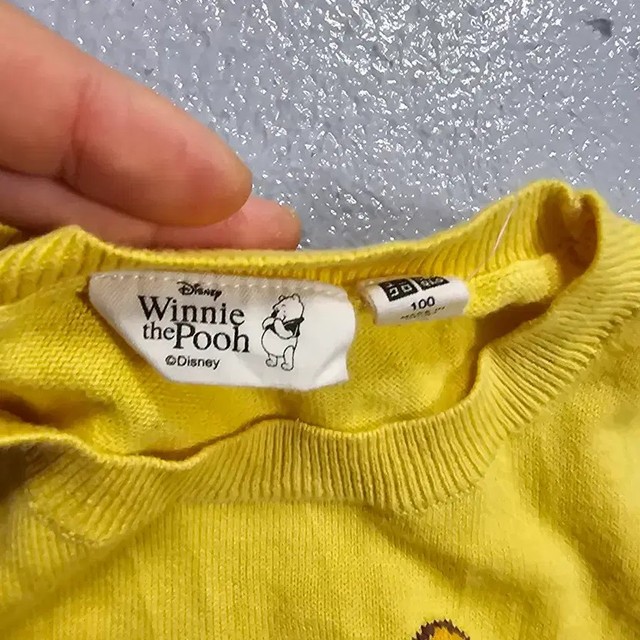 Disney
Winnie
the Pooh
©Disney
100